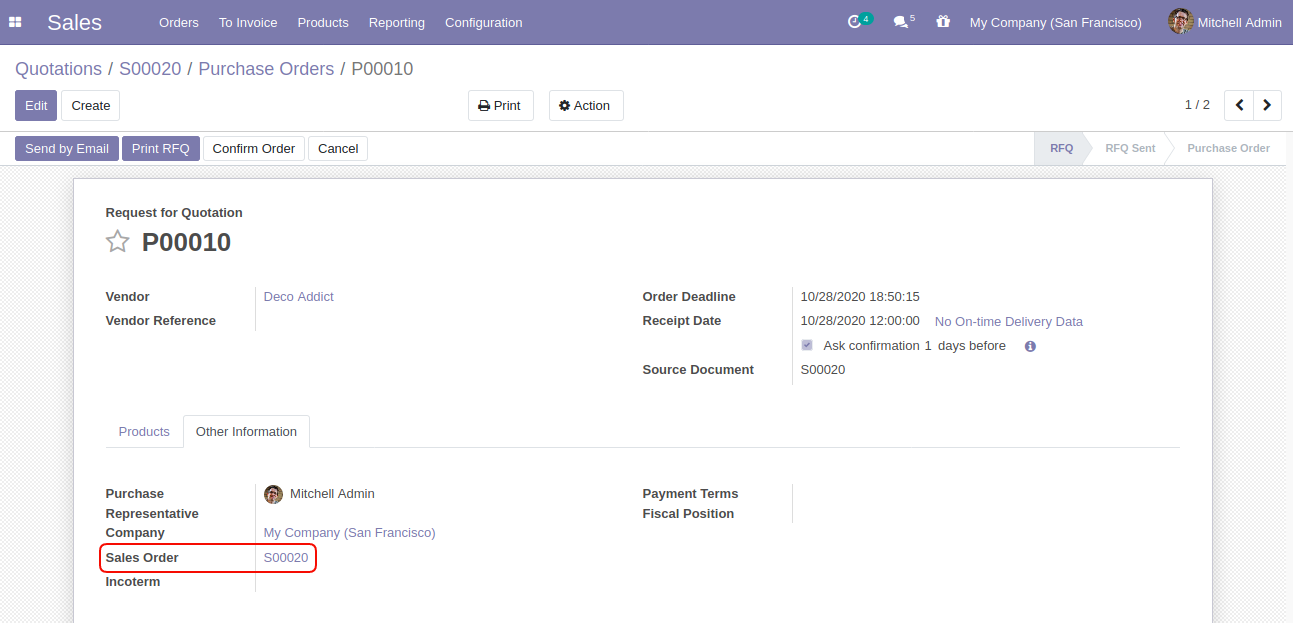 Sales Orders To Invoice Products Reporting Configuration 4 5 My Company (San Francisco) Mitchell Admin
Quotations / S00020 / Purchase Orders / P00010
Edit Create Print Action 1 / 2
Send by Email Print RFQ Confirm Order Cancel RFQ RFQ Sent Purchase Order
Request for Quotation
P00010
Vendor Deco Addict
Vendor Reference
Order Deadline 10/28/2020 18:50:15
Receipt Date 10/28/2020 12:00:00 No On-time Delivery Data
Ask confirmation 1 days before
Source Document S00020
Products Other Information
Purchase
Representative Mitchell Admin
Company My Company (San Francisco)
Sales Order S00020
Incoterm
Payment Terms
Fiscal Position